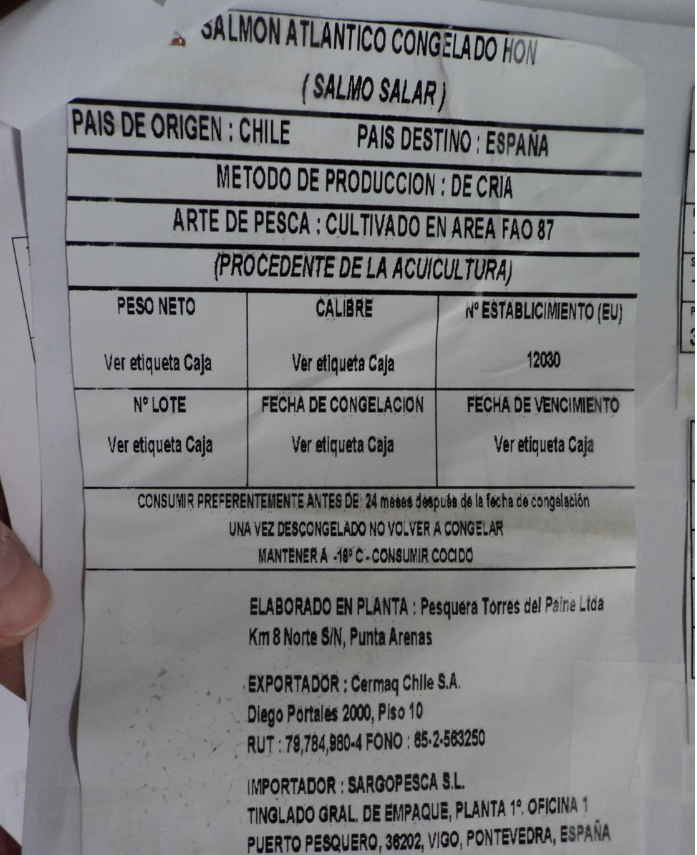 SALMON ATLANTICO CONGELADO HON
( SALMO SALAR )
PAIS DE ORIGEN : CHILE PAIS DESTINO : ESPAÑA
METODO DE PRODUCCION : DE CRIA
ARTE DE PESCA : CULTIVADO EN AREA FAO 87
(PROCEDENTE DE LA ACUICULTURA)
PESO NETO CALIBRE Nº ESTABLICIMIENTO (EU)
Ver etiqueta Caja Ver etiqueta Caja 12030
Nº LOTE FECHA DE CONGELACION FECHA DE VENCIMIENTO
Ver etiqueta Caja Ver etiqueta Caja Ver etiqueta Caja
CONSUMIR PREFERENTEMENTE ANTES DE: 24 meses después de la fecha de congelación
UNA VEZ DESCONGELADO NO VOLVER A CONGELAR
MANTENER A -18º C - CONSUMIR COCIDO
ELABORADO EN PLANTA : Pesquera Torres del Paine Ltda
Km 8 Norte S/N, Punta Arenas
EXPORTADOR : Cermaq Chile S.A.
Diego Portales 2000, Piso 10
RUT : 79,784,980-4 FONO : 65-2-563250
IMPORTADOR : SARGOPESCA S.L.
TINGLADO GRAL. DE EMPAQUE, PLANTA 1º. OFICINA 1
PUERTO PESQUERO, 36202, VIGO, PONTEVEDRA, ESPAÑA